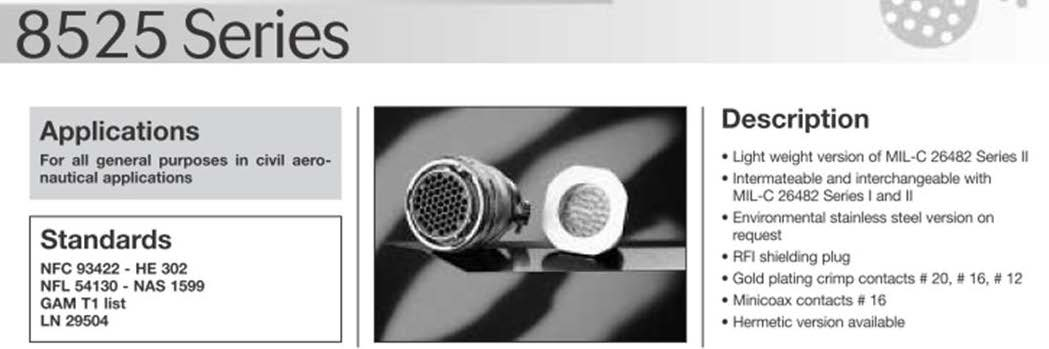 8525 Series
Applications
For all general purposes in civil aero-
nautical applications
Standards
NFC 93422 - HE 302
NFL 54130 - NAS 1599
GAM T1 list
LN 29504
Description
• Light weight version of MIL-C 26482 Series II
• Intermateable and interchangeable with
MIL-C 26482 Series I and II
• Environmental stainless steel version on
request
• RFI shielding plug
• Gold plating crimp contacts # 20, # 16, # 12
• Minicoax contacts # 16
• Hermetic version available